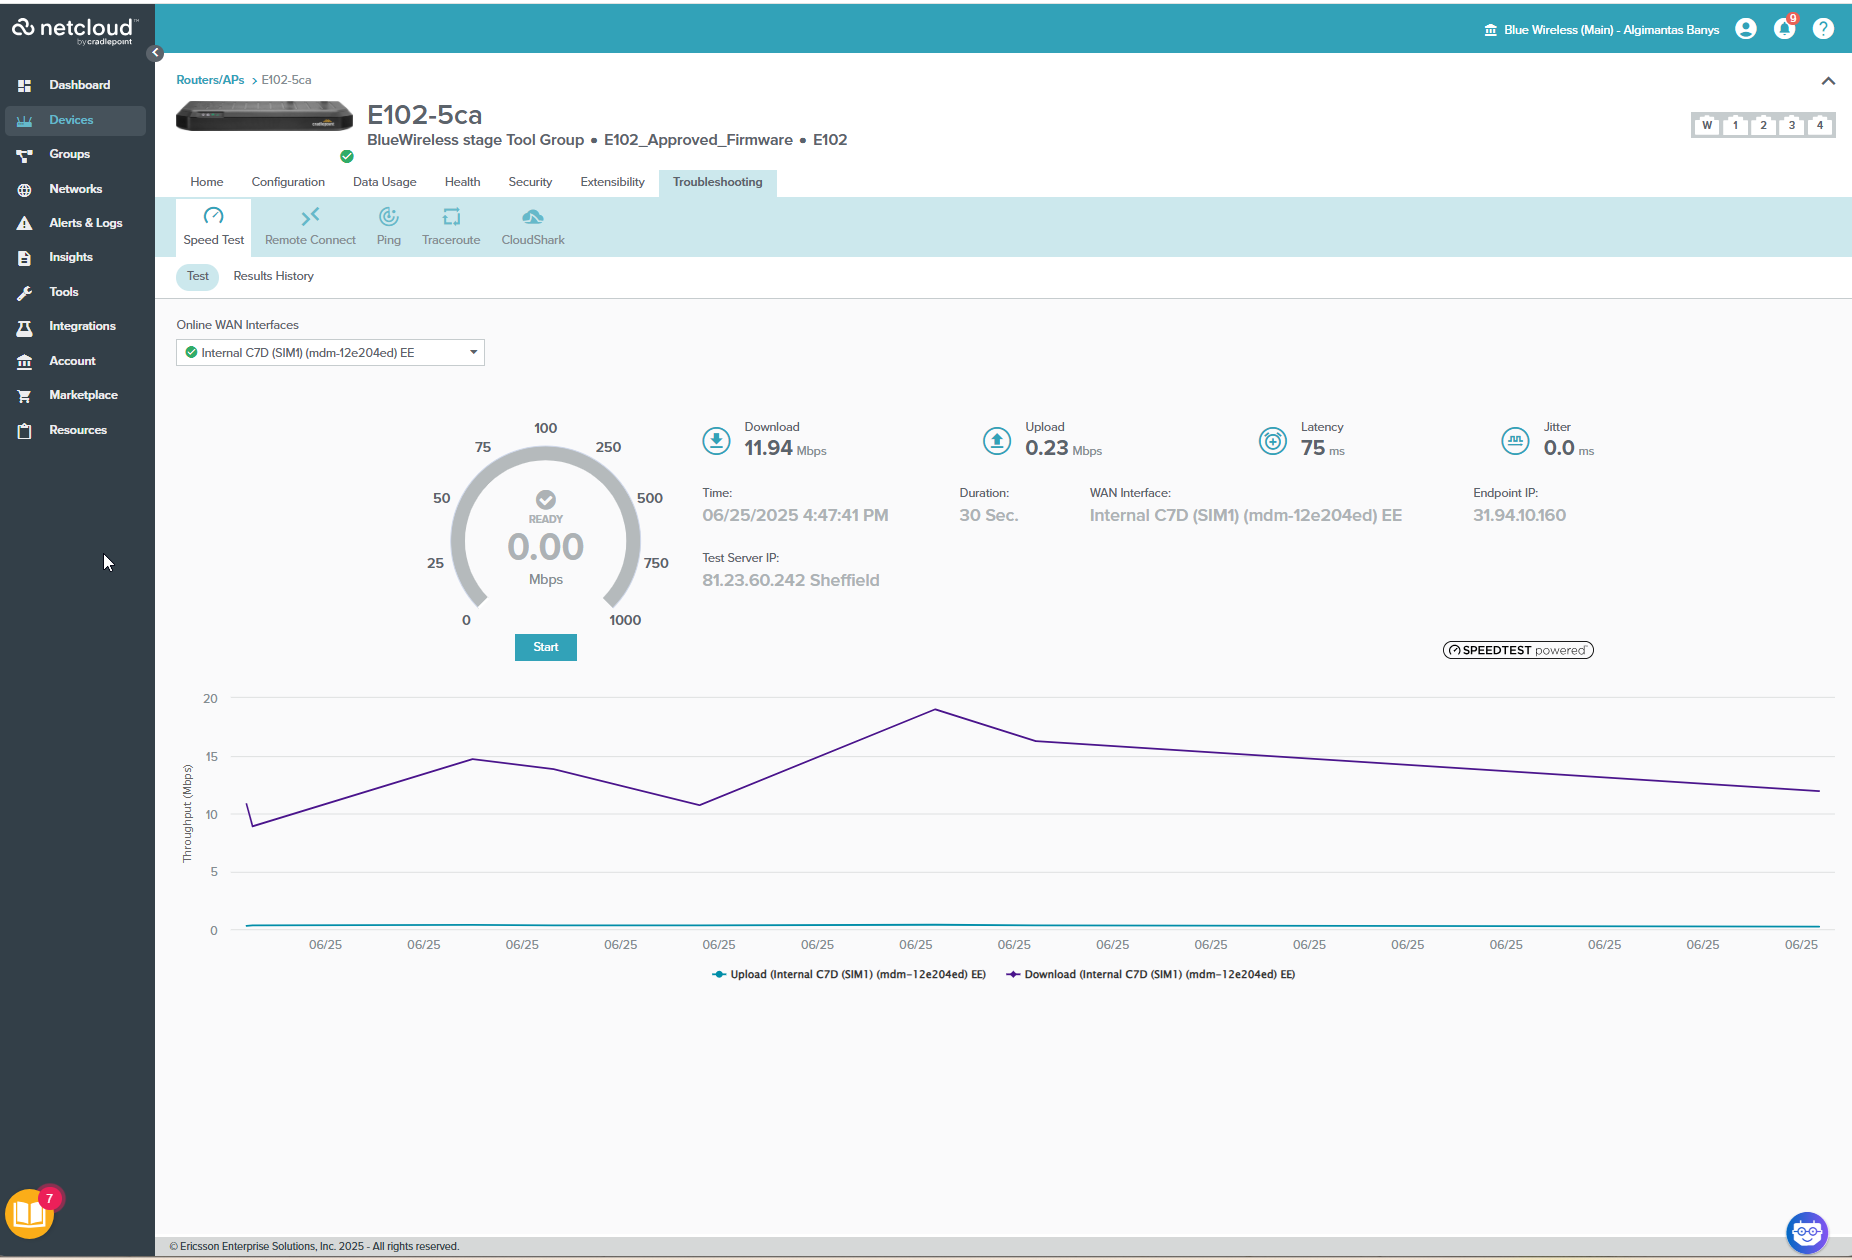 netcloud™
by cradlepoint
Blue Wireless (Main) - Algimantas Banys
9
?
Dashboard
Devices
Groups
Networks
Alerts & Logs
Insights
Tools
Integrations
Account
Marketplace
Resources
7
Routers/APs > E102-5ca
cradlepoint
E102-5ca
BlueWireless stage Tool Group • E102_Approved_Firmware • E102
W 1 2 3 4
Home Configuration Data Usage Health Security Extensibility Troubleshooting
Speed Test Remote Connect Ping Traceroute CloudShark
Test Results History
Online WAN Interfaces
Internal C7D (SIM1) (mdm-12e204ed) EE
0
25
50
75
100
250
500
750
1000
READY
0.00
Mbps
Start
Download
11.94 Mbps
Upload
0.23 Mbps
Latency
75 ms
Jitter
0.0 ms
Time:
06/25/2025 4:47:41 PM
Duration:
30 Sec.
WAN Interface:
Internal C7D (SIM1) (mdm-12e204ed) EE
Endpoint IP:
31.94.10.160
Test Server IP:
81.23.60.242 Sheffield
SPEEDTEST powered
Throughput (Mbps)
20
15
10
5
0
06/25 06/25 06/25 06/25 06/25 06/25 06/25 06/25 06/25 06/25 06/25 06/25 06/25 06/25 06/25 06/25
Upload (Internal C7D (SIM1) (mdm-12e204ed) EE) Download (Internal C7D (SIM1) (mdm-12e204ed) EE)
© Ericsson Enterprise Solutions, Inc. 2025 - All rights reserved.